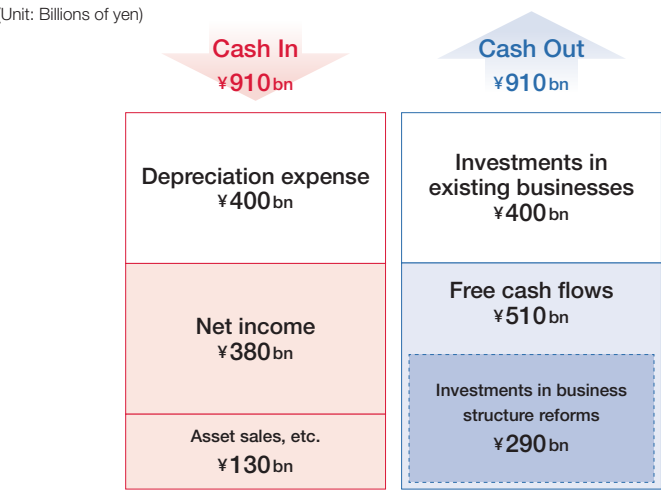 (Unit: Billions of yen)
Cash In
¥910bn
Cash Out
¥910bn
Depreciation expense
¥400bn
Net income
¥380bn
Asset sales, etc.
¥130bn
Investments in
existing businesses
¥400bn
Free cash flows
¥510bn
Investments in business
structure reforms
¥290bn